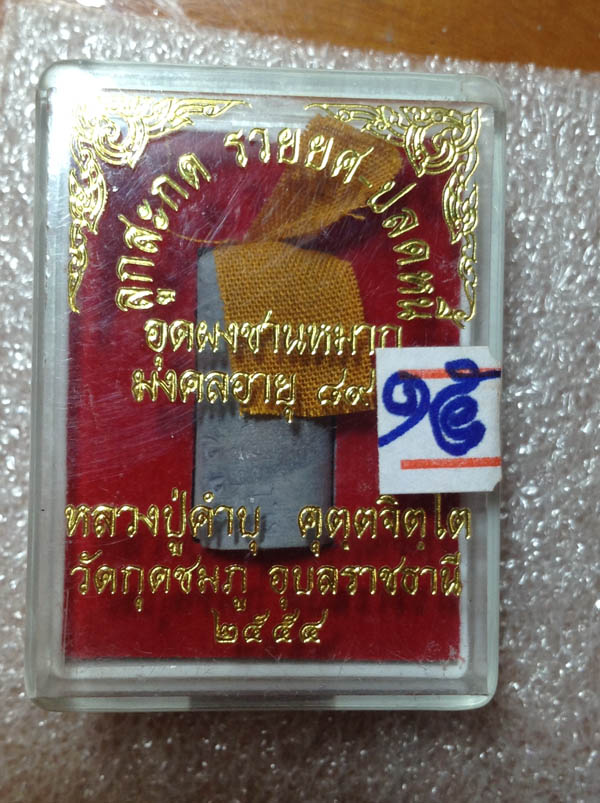 ลูกสะกด รวยยศ ปลดหนี้
อุดผงชานหมาก
มงคลอายุ ๘๙
๑๕
หลวงปู่คำบุ คุตฺตจิตฺโต
วัดกุดชมภู อุบลราชธานี
๒๕๕๔